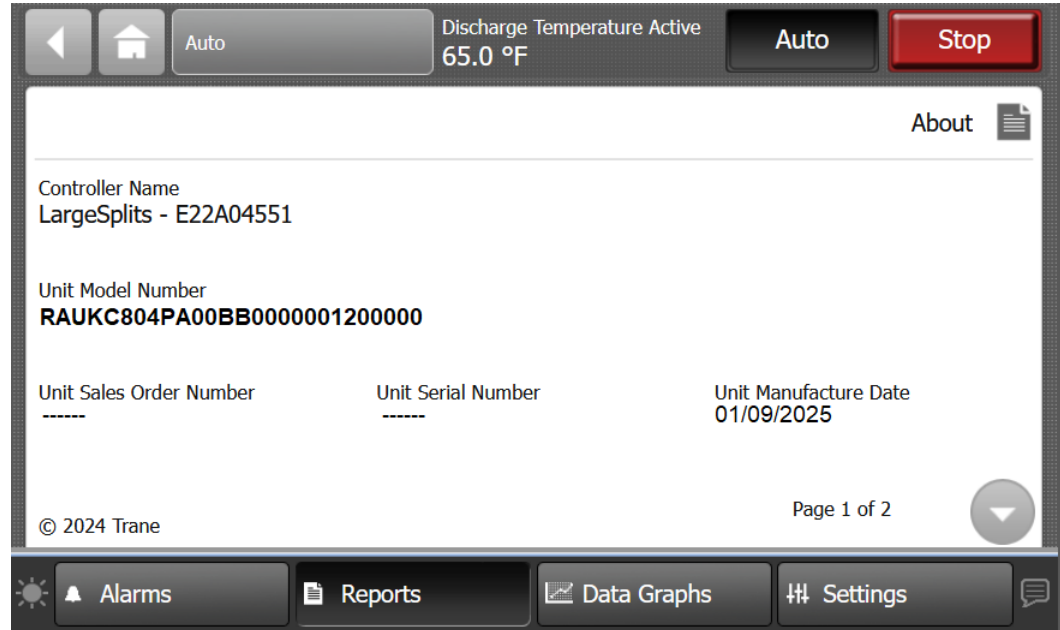 Auto
Discharge Temperature Active
65.0 °F
Auto
Stop
About
Controller Name
LargeSplits - E22A04551
Unit Model Number
RAUKC804PA00BB0000001200000
Unit Sales Order Number
------
Unit Serial Number
------
Unit Manufacture Date
01/09/2025
© 2024 Trane
Page 1 of 2
Alarms
Reports
Data Graphs
Settings